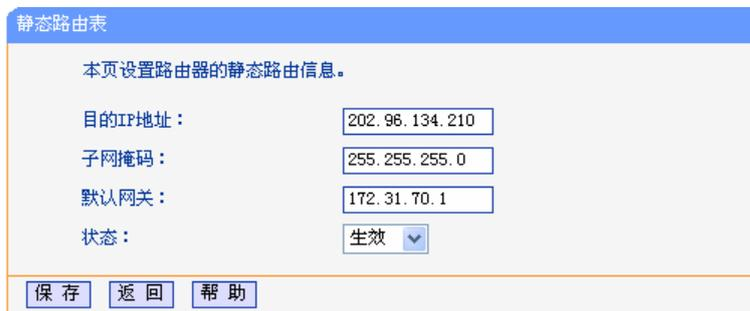 静态路由表
本页设置路由器的静态路由信息。
目的IP地址： 202.96.134.210
子网掩码： 255.255.255.0
默认网关： 172.31.70.1
状态： 生效
保存 返回 帮助